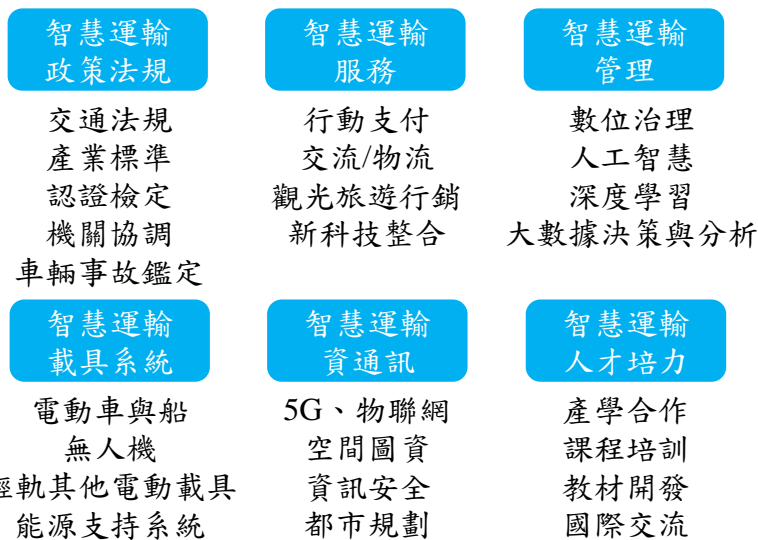 智慧運輸
政策法規
交通法規
產業標準
認證檢定
機關協調
車輛事故鑑定
智慧運輸
服務
行動支付
交流/物流
觀光旅遊行銷
新科技整合
智慧運輸
管理
數位治理
人工智慧
深度學習
大數據決策與分析
智慧運輸
載具系統
電動車與船
無人機
輕軌其他電動載具
能源支持系統
智慧運輸
資通訊
5G、物聯網
空間圖資
資訊安全
都市規劃
智慧運輸
人才培力
產學合作
課程培訓
教材開發
國際交流